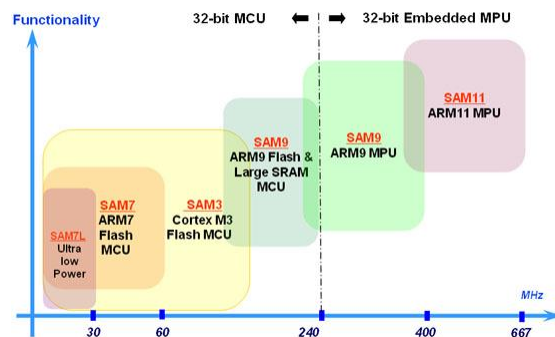 32-bit MCU
32-bit Embedded MPU
Functionality
SAM11
ARM11 MPU
SAM9
ARM9 Flash &
Large SRAM
MCU
SAM9
ARM9 MPU
SAM7
ARM7
Flash
MCU
SAM3
Cortex M3
Flash MCU
SAM7L
Ultra
low
Power
MHz
30
60
240
400
667